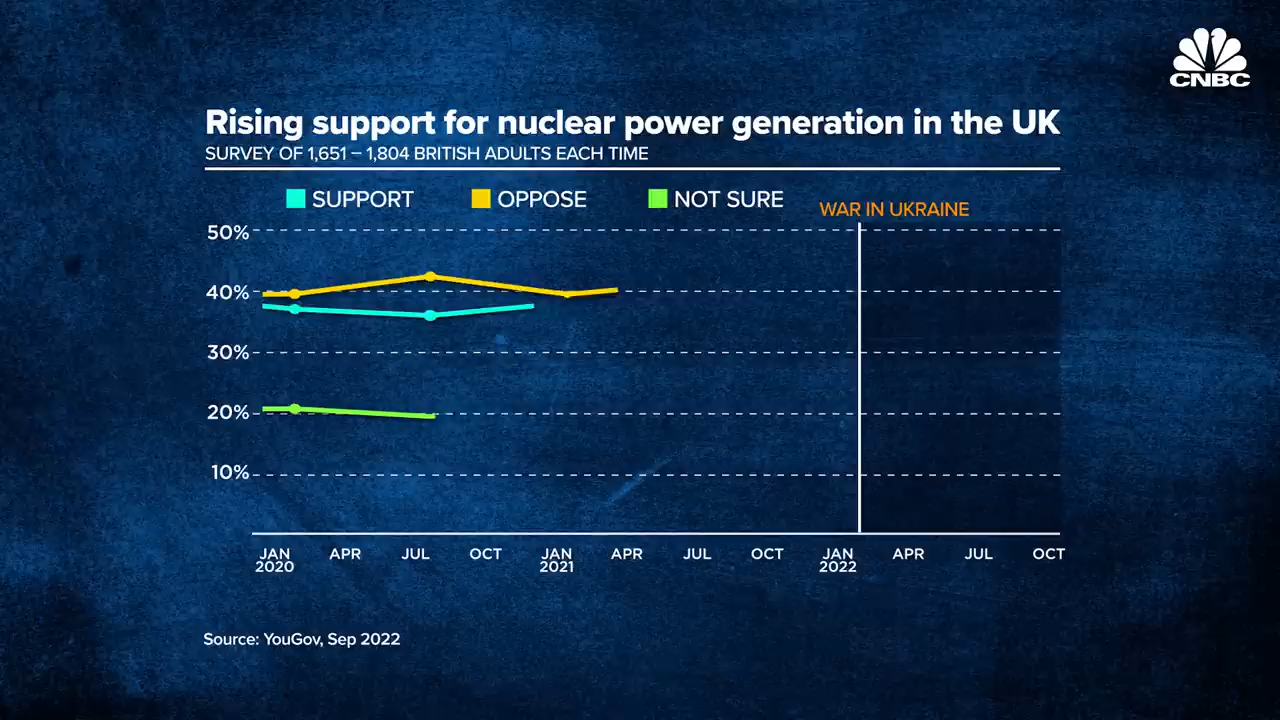 CNBC
Rising support for nuclear power generation in the UK
SURVEY OF 1,651 – 1,804 BRITISH ADULTS EACH TIME
SUPPORT OPPOSE NOT SURE
WAR IN UKRAINE
50%
40%
30%
20%
10%
JAN APR JUL OCT JAN APR JUL OCT JAN APR JUL OCT
2020 2021 2022
Source: YouGov, Sep 2022